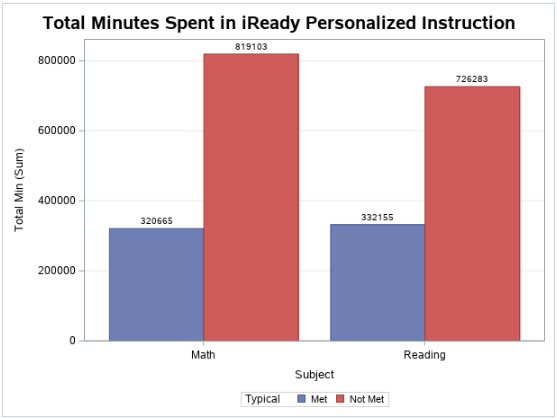 Total Minutes Spent in iReady Personalized Instruction
819103
800000
726283
600000
Total Min (Sum)
400000
320665
332155
200000
0
Math
Reading
Subject
Typical Met Not Met